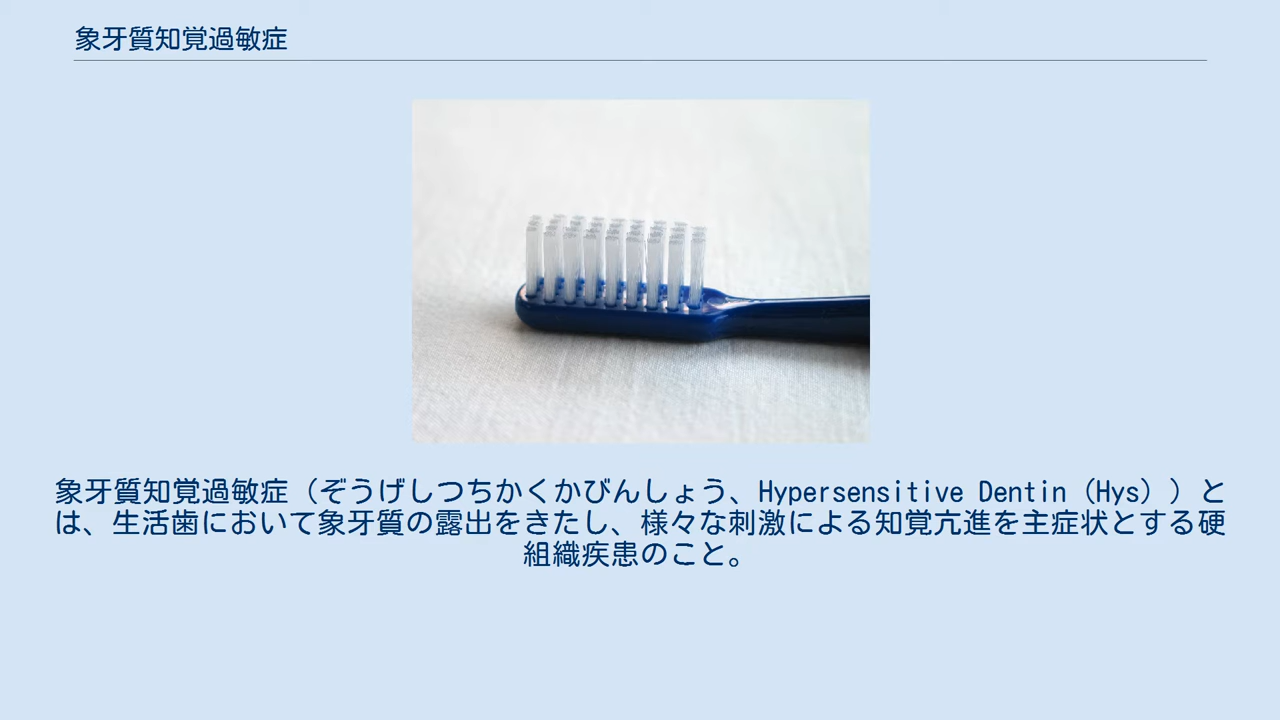 象牙質知覚過敏症
象牙質知覚過敏症（ぞうげしつちかくかびんしょう、Hypersensitive Dentin（Hys））と
は、生活歯において象牙質の露出をきたし、様々な刺激による知覚亢進を主症状とする硬
組織疾患のこと。